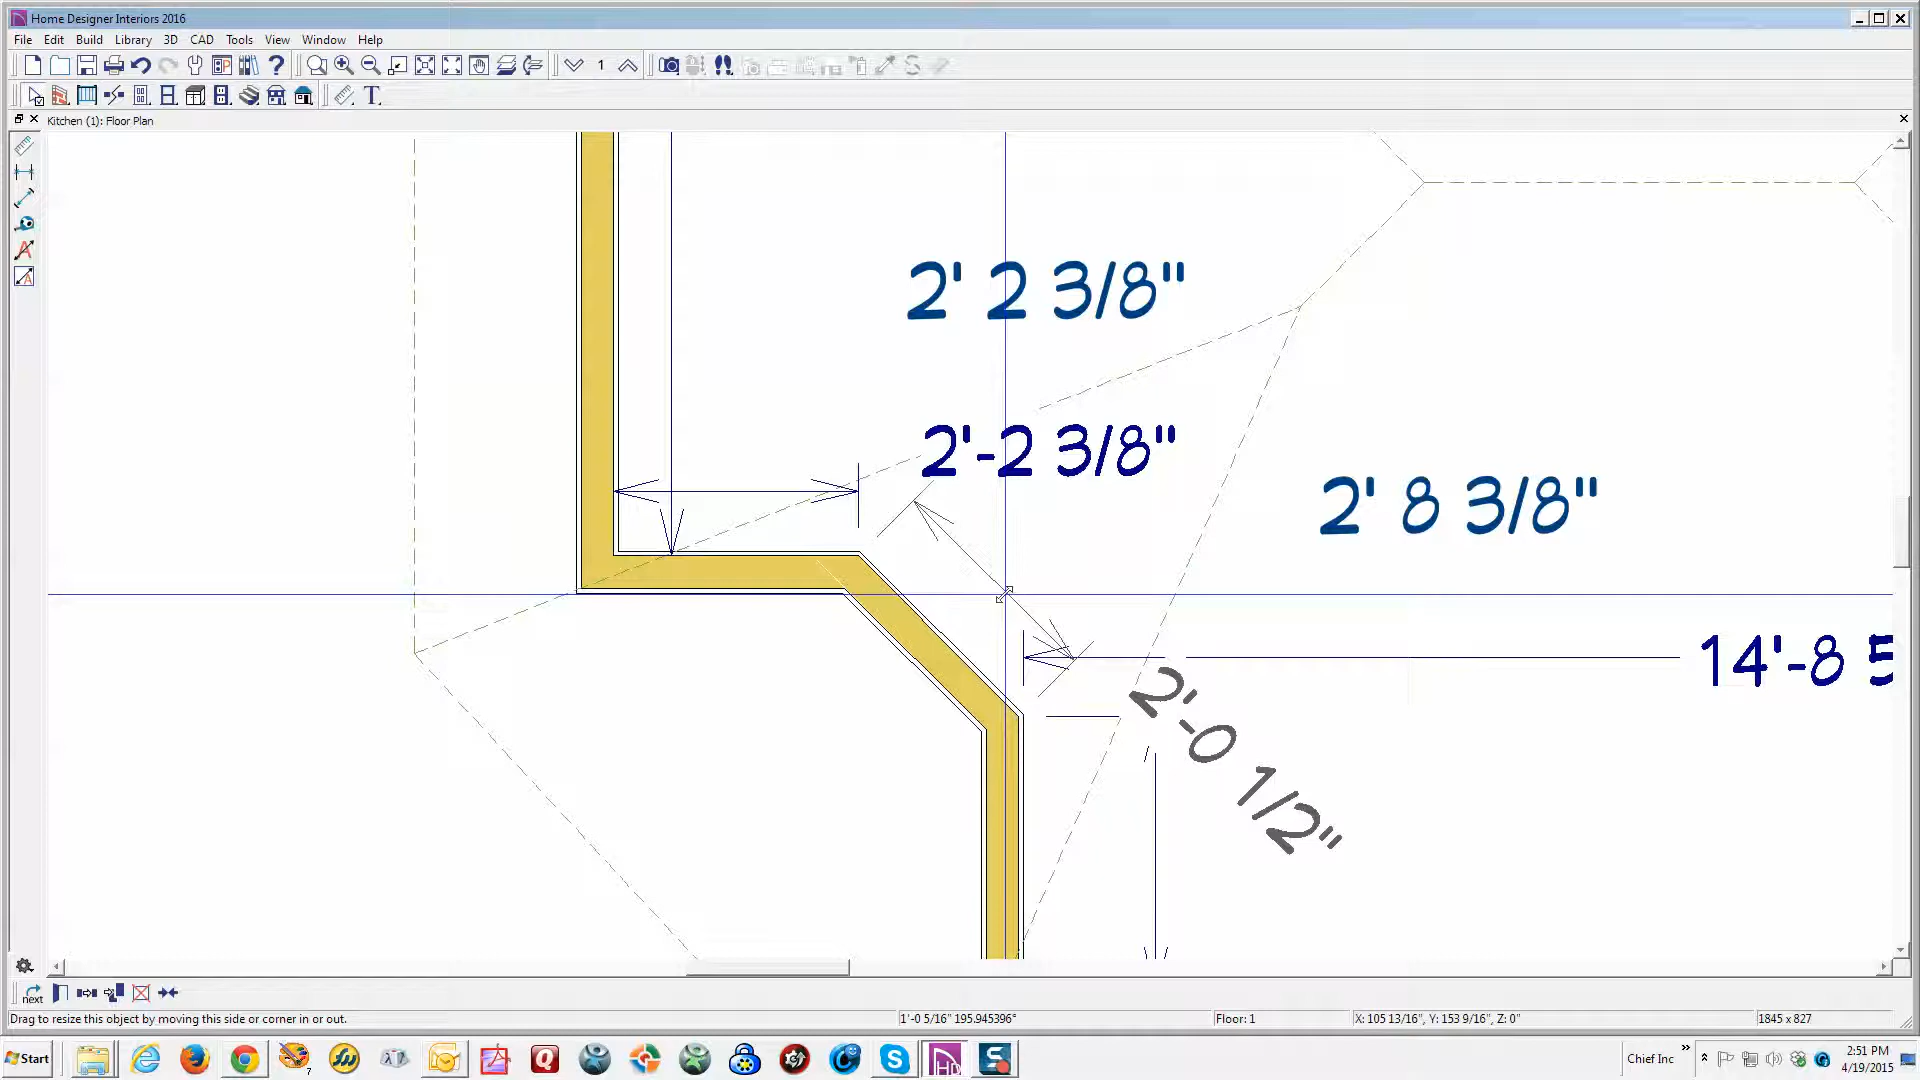 Home Designer Interiors 2016
File Edit Build Library 3D CAD Tools View Window Help
1
Kitchen (1): Floor Plan
2' 2 3/8"
2'-2 3/8"
2' 8 3/8"
14'-8 5
2'-0 1/2"
next
Drag to resize this object by moving this side or corner in or out.
1'-0 5/16" 195.945396°
Floor: 1
X: 105 13/16", Y: 153 9/16", Z: 0"
1845 x 827
Start
7
HD
S
Chief Inc
2:51 PM
4/19/2015